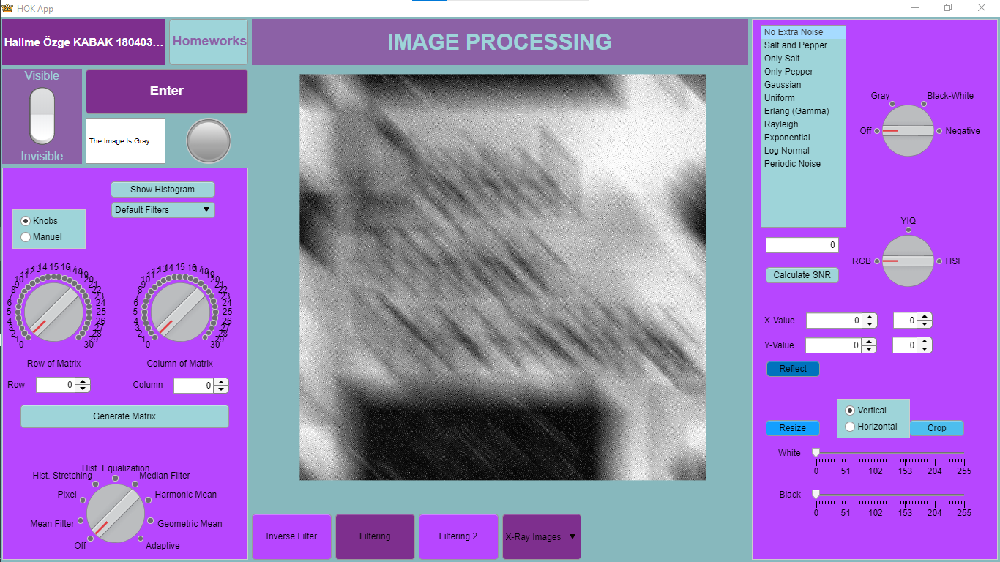 HOK App
Halime Özge KABAK 180403...
Homeworks
IMAGE PROCESSING
Visible
Invisible
Enter
The Image Is Gray
Show Histogram
Default Filters
Knobs
Manuel
0 1 2 3 4 5 6 7 8 9 10 11 12 13 14 15 16 17 18 19 20 21 22 23 24 25 26 27 28 29 30
0 1 2 3 4 5 6 7 8 9 10 11 12 13 14 15 16 17 18 19 20 21 22 23 24 25 26 27 28 29 30
Row of Matrix
Column of Matrix
Row 0
Column 0
Generate Matrix
Off
Mean Filter
Pixel
Hist. Stretching
Hist. Equalization
Median Filter
Harmonic Mean
Geometric Mean
Adaptive
Inverse Filter
Filtering
Filtering 2
X-Ray Images
No Extra Noise
Salt and Pepper
Only Salt
Only Pepper
Gaussian
Uniform
Erlang (Gamma)
Rayleigh
Exponential
Log Normal
Periodic Noise
Off
Gray
Black-White
Negative
0
Calculate SNR
RGB
YIQ
HSI
X-Value 0 0
Y-Value 0 0
Reflect
Resize
Vertical
Horizontal
Crop
White
0 51 102 153 204 255
Black
0 51 102 153 204 255